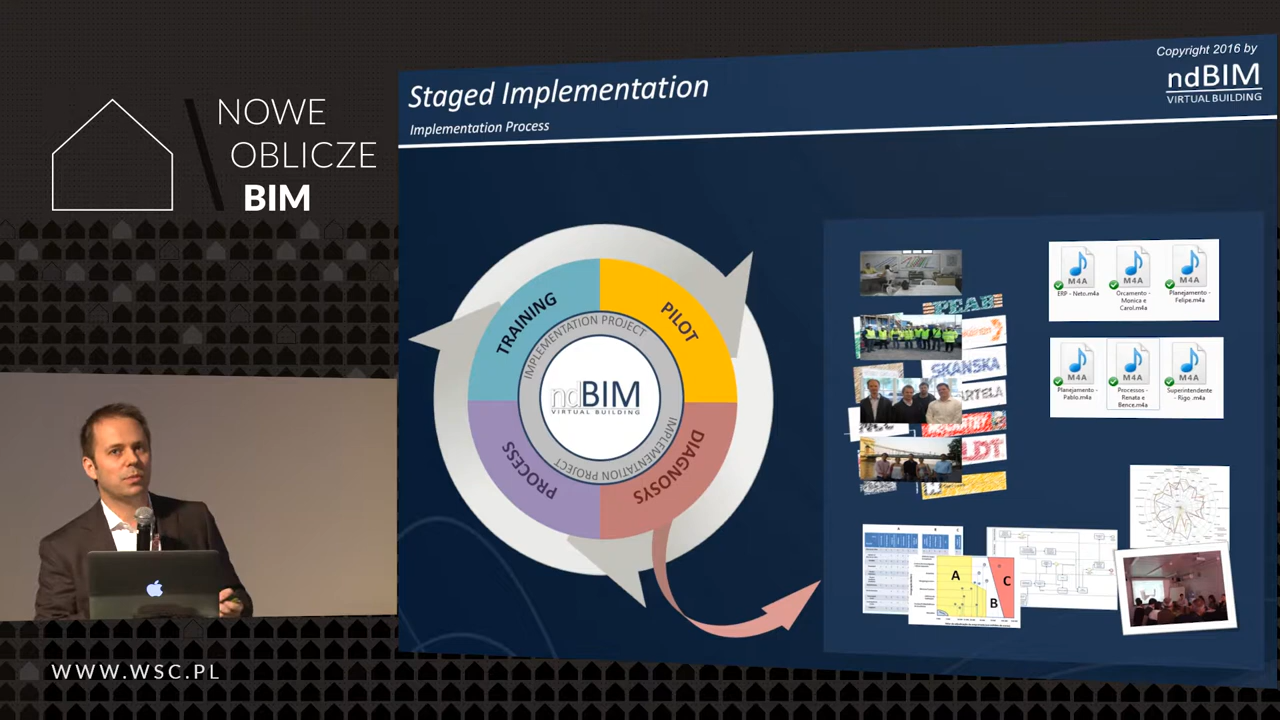 NOWE
OBLICZE
BIM
WWW.WSC.PL
Staged Implementation
Implementation Process
Copyright 2016 by
ndBIM
VIRTUAL BUILDING
TRAINING
PILOT
DIAGNOSYS
PROCESS
IMPLEMENTATION PROJECT
IMPLEMENTATION PROJECT
ndBIM
VIRTUAL BUILDING
PEAB
SKANSKA
M4A
M4A
M4A
ERP - Neto.m4a
Orcamento -
Monica e
Carol.m4a
Planejamento -
Felipe.m4a
M4A
M4A
M4A
Planejamento -
Pablo.m4a
Processos -
Renata e
Bence.m4a
Superintendente
- Rigo .m4a
A
B
C